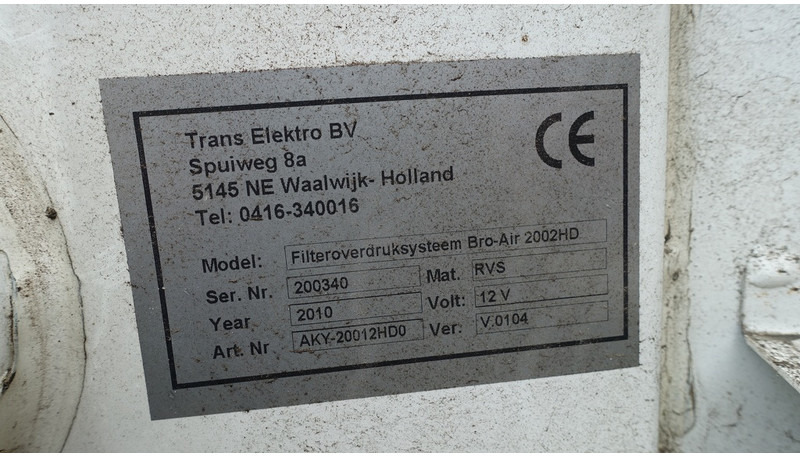 Trans Elektro BV
Spuiweg 8a
5145 NE Waalwijk- Holland
Tel: 0416-340016
CE
Model: Filteroverdruksysteem Bro-Air 2002HD
Ser. Nr. 200340 Mat. RVS
Year 2010 Volt: 12 V
Art. Nr AKY-20012HD0 Ver. V.0104